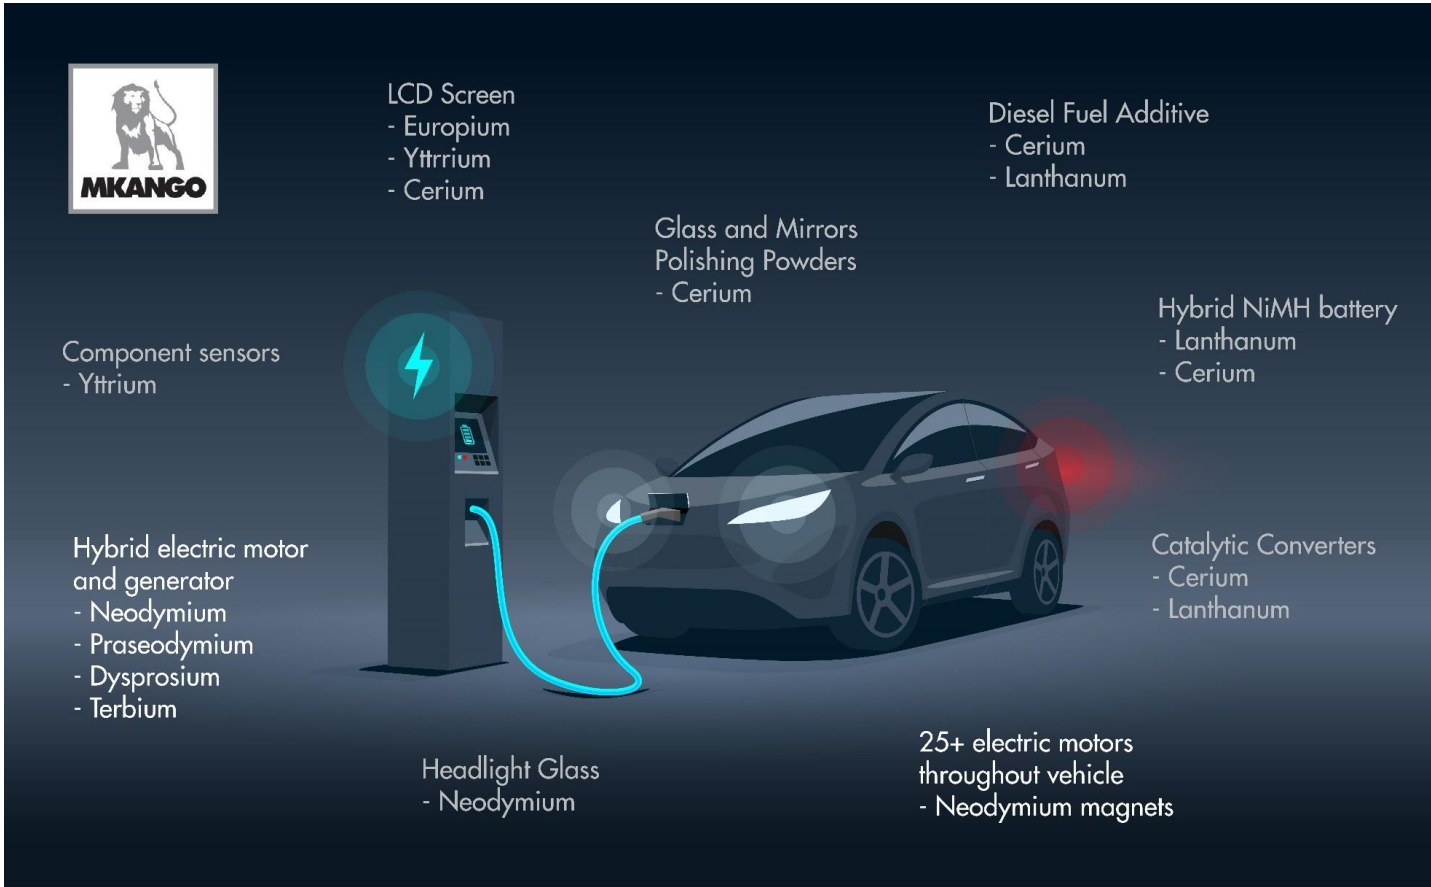 MKANGO
LCD Screen
- Europium
- Yttrrium
- Cerium
Diesel Fuel Additive
- Cerium
- Lanthanum
Glass and Mirrors
Polishing Powders
- Cerium
Hybrid NiMH battery
- Lanthanum
- Cerium
Component sensors
- Yttrium
Hybrid electric motor
and generator
- Neodymium
- Praseodymium
- Dysprosium
- Terbium
Catalytic Converters
- Cerium
- Lanthanum
Headlight Glass
- Neodymium
25+ electric motors
throughout vehicle
- Neodymium magnets